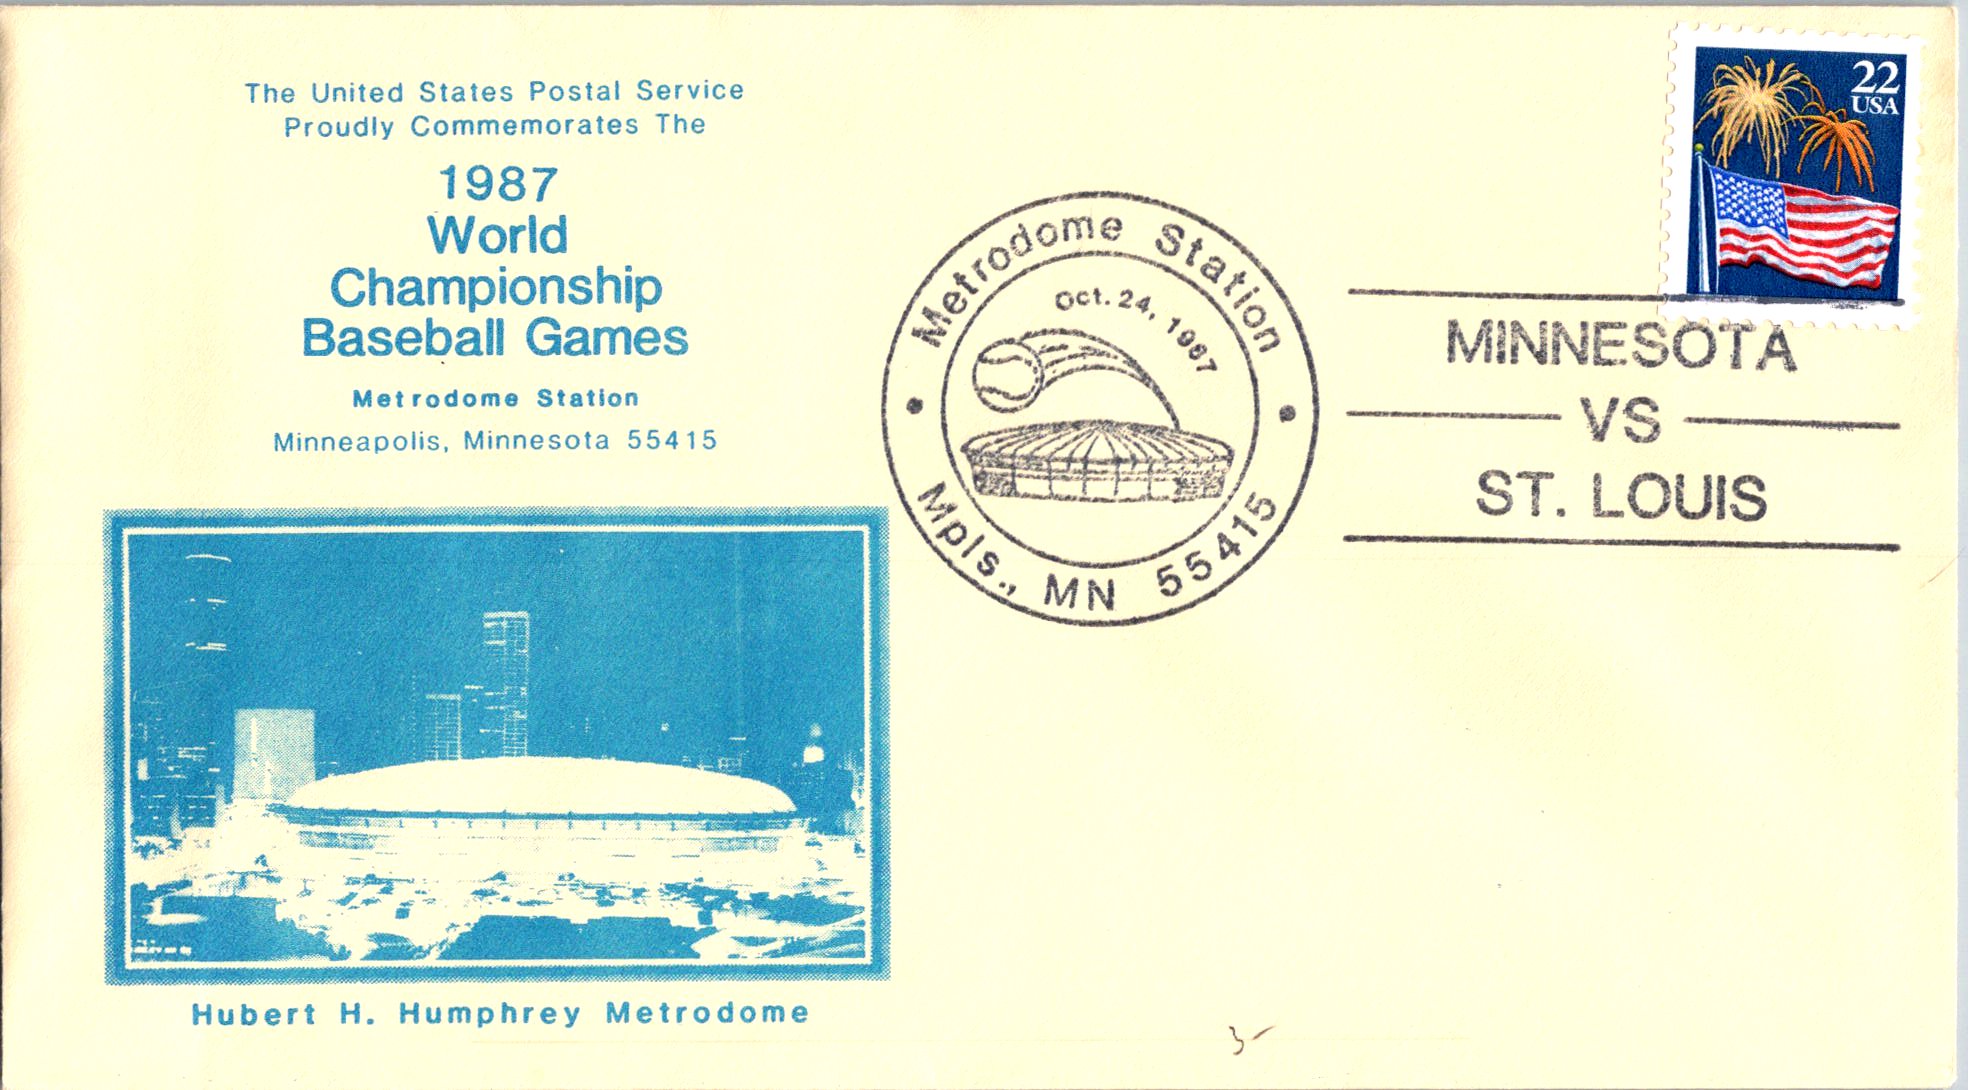 The United States Postal Service
Proudly Commemorates The
1987
World
Championship
Baseball Games
Metrodome Station
Minneapolis, Minnesota 55415
Hubert H. Humphrey Metrodome
Metrodome Station
Oct. 24, 1987
Mpls., MN 55415
22
USA
MINNESOTA
VS
ST. LOUIS
3-